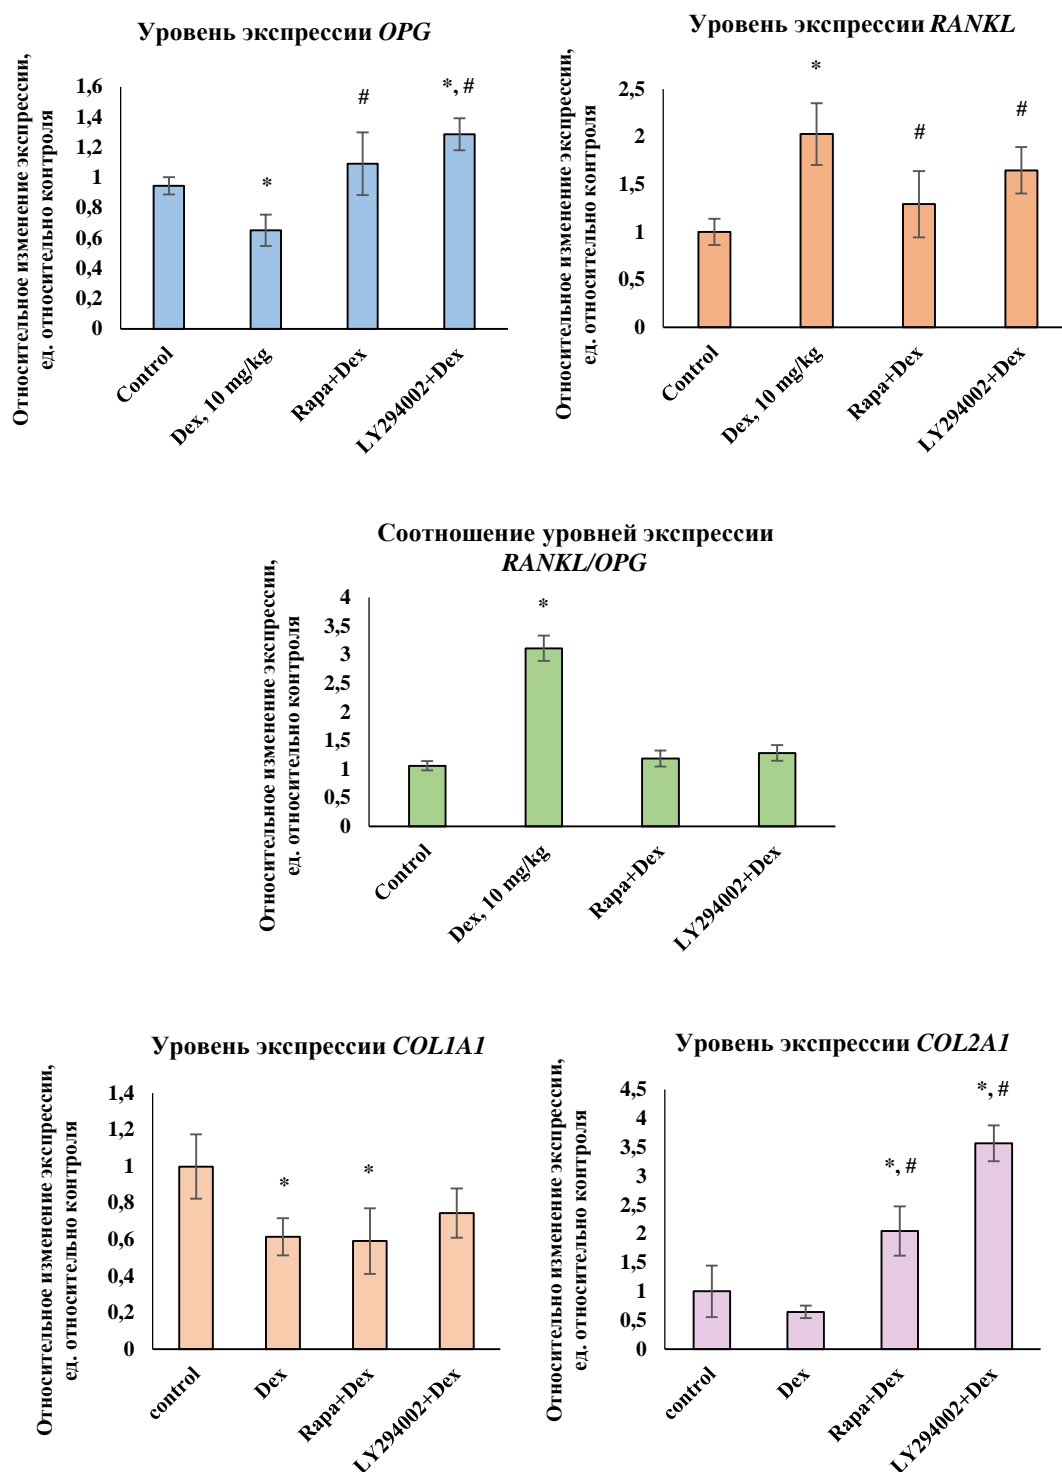 Уровень экспрессии OPG
Относительное изменение экспрессии,
ед. относительно контроля
1,6
1,4
1,2
1
0,8
0,6
0,4
0,2
0
*
#
*, #
Control
Dex, 10 mg/kg
Rapa+Dex
LY294002+Dex
Уровень экспрессии RANKL
Относительное изменение экспрессии,
ед. относительно контроля
2,5
2
1,5
1
0,5
0
*
#
#
Control
Dex, 10 mg/kg
Rapa+Dex
LY294002+Dex
Соотношение уровней экспрессии
RANKL/OPG
Относительное изменение экспрессии,
ед. относительно контроля
4
3,5
3
2,5
2
1,5
1
0,5
0
*
Control
Dex, 10 mg/kg
Rapa+Dex
LY294002+Dex
Уровень экспрессии COL1A1
Относительное изменение экспрессии,
ед. относительно контроля
1,4
1,2
1
0,8
0,6
0,4
0,2
0
*
*
control
Dex
Rapa+Dex
LY294002+Dex
Уровень экспрессии COL2A1
Относительно изменение экспрессии,
ед. относительно контроля
4,5
4
3,5
3
2,5
2
1,5
1
0,5
0
*, #
*, #
control
Dex
Rapa+Dex
LY294002+Dex